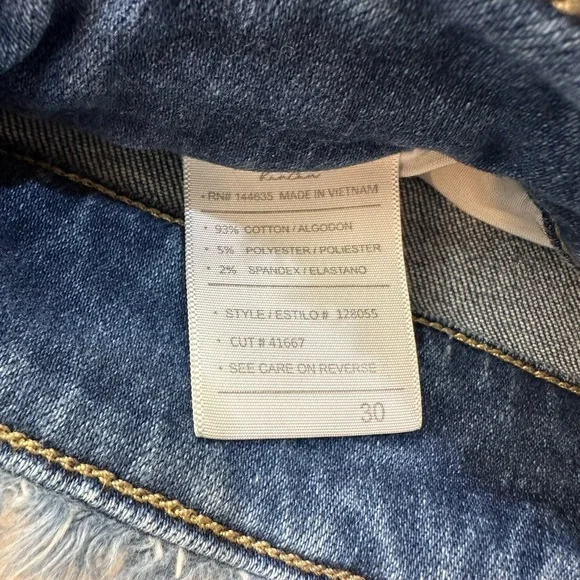 • RN# 144635 MADE IN VIETNAM
• 93% COTTON / ALGODON
• 5% POLYESTER / POLIESTER
• 2% SPANDEX / ELASTANO
• STYLE / ESTILO # 128055
• CUT # 41667
• SEE CARE ON REVERSE
30